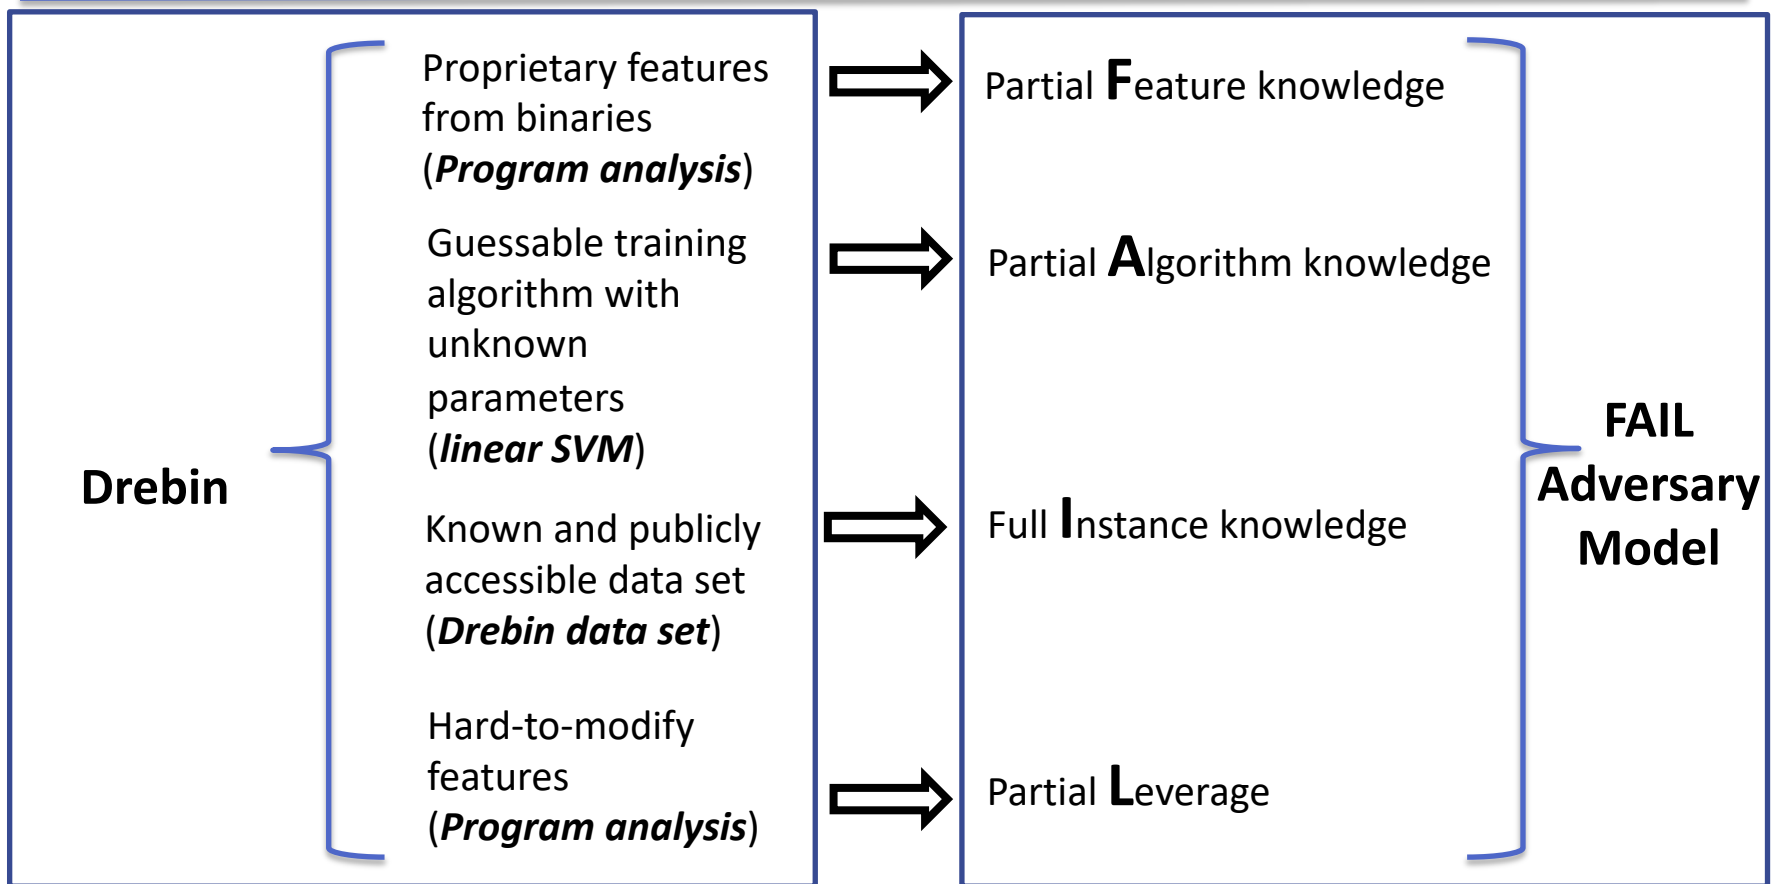 Drebin
Proprietary features
from binaries
(Program analysis)
Guessable training
algorithm with
unknown
parameters
(linear SVM)
Known and publicly
accessible data set
(Drebin data set)
Hard-to-modify
features
(Program analysis)
Partial Feature knowledge
Partial Algorithm knowledge
Full Instance knowledge
Partial Leverage
FAIL
Adversary
Model